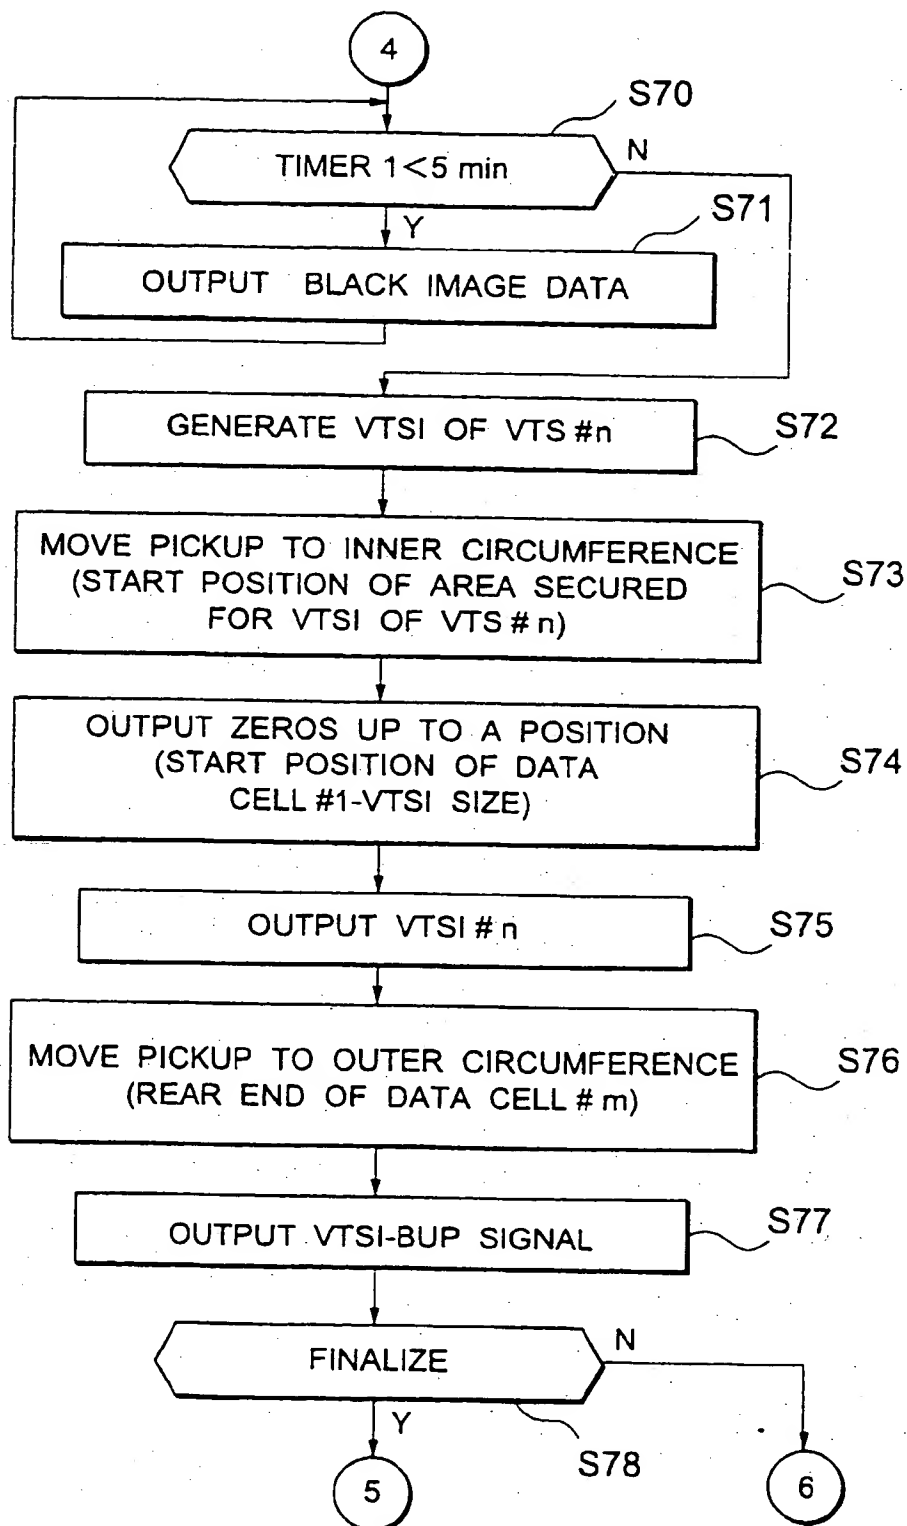 4
S70
TIMER 1<5 min
N
Y
S71
OUTPUT BLACK IMAGE DATA
GENERATE VTSI OF VTS #n
S72
MOVE PICKUP TO INNER CIRCUMFERENCE
(START POSITION OF AREA SECURED
FOR VTSI OF VTS # n)
S73
OUTPUT ZEROS UP TO A POSITION
(START POSITION OF DATA
CELL #1-VTSI SIZE)
S74
OUTPUT VTSI # n
S75
MOVE PICKUP TO OUTER CIRCUMFERENCE
(REAR END OF DATA CELL # m)
S76
OUTPUT VTSI-BUP SIGNAL
S77
FINALIZE
N
Y
S78
5
6